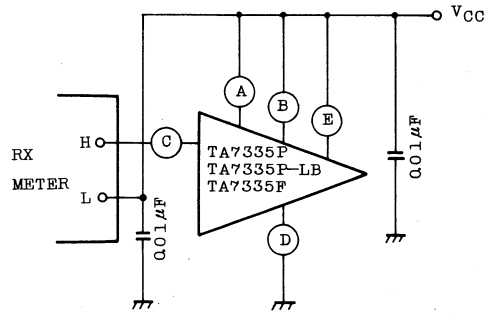 VCC
A
B
E
H
C
RX
METER
L
TA7335P
TA7335P-LB
TA7335F
D
0.01μF
0.01μF